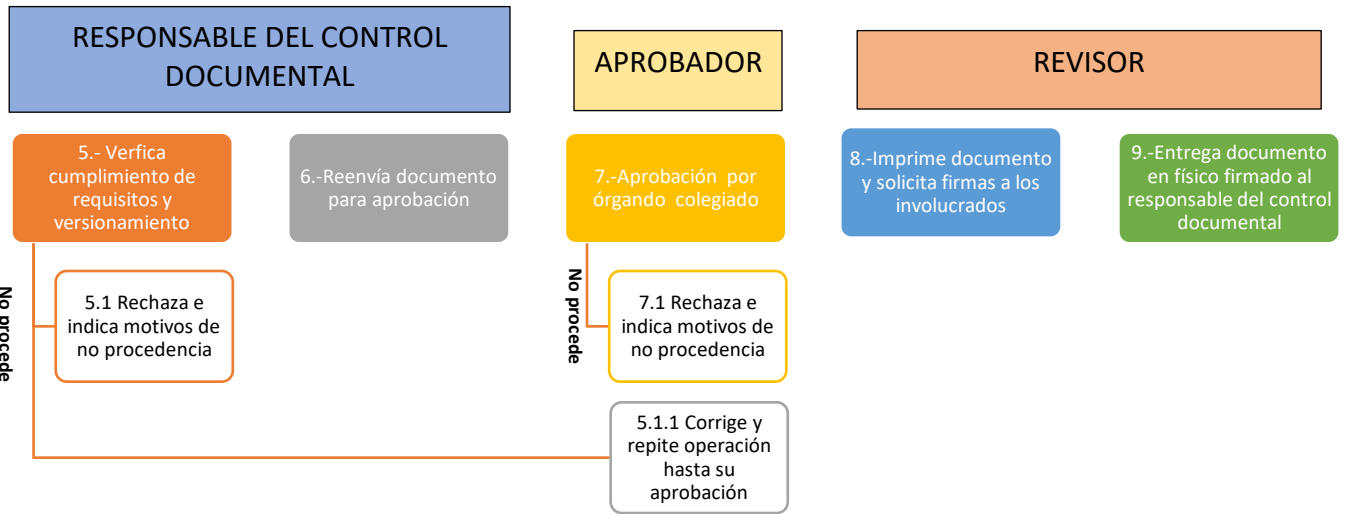 RESPONSABLE DEL CONTROL
DOCUMENTAL
APROBADOR
REVISOR
5.- Verfica
cumplimiento de
requisitos y
versionamiento
6.-Reenvía documento
para aprobación
7.-Aprobación por
órgando colegiado
8.-Imprime documento
y solicita firmas a los
involucrados
9.-Entrega documento
en físico firmado al
responsable del control
documental
No procede
5.1 Rechaza e
indica motivos de
no procedencia
No procede
7.1 Rechaza e
indica motivos de
no procedencia
5.1.1 Corrige y
repite operación
hasta su
aprobación